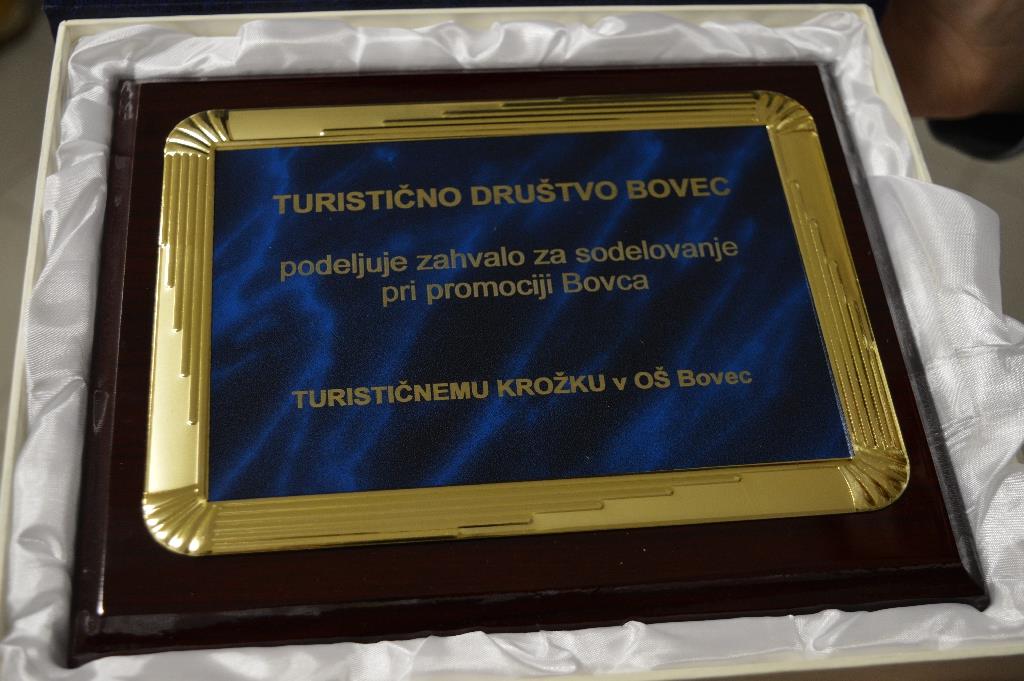 TURISTIČNO DRUŠTVO BOVEC
podeljuje zahvalo za sodelovanje
pri promociji Bovca
TURISTIČNEMU KROŽKU v OŠ Bovec